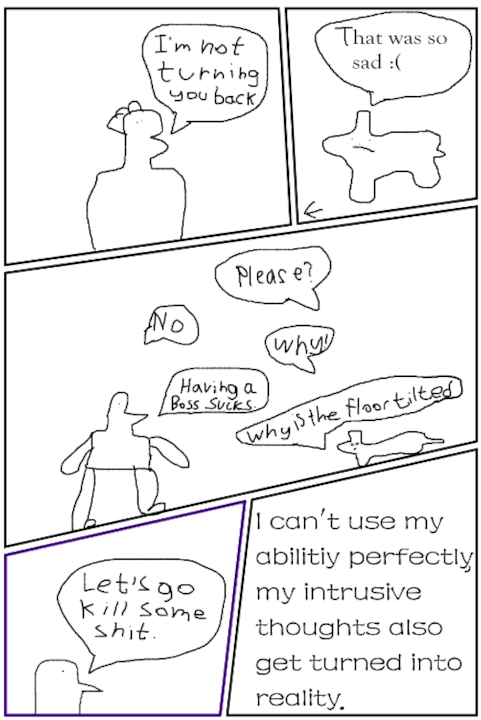 I'm not
turning
you back
That was so
sad :(
Please?
No
Why!
Having a
Boss Sucks.
why is the floor tilted
Let's go
kill some
shit.
I can't use my
abilitiy perfectly
my intrusive
thoughts also
get turned into
reality.